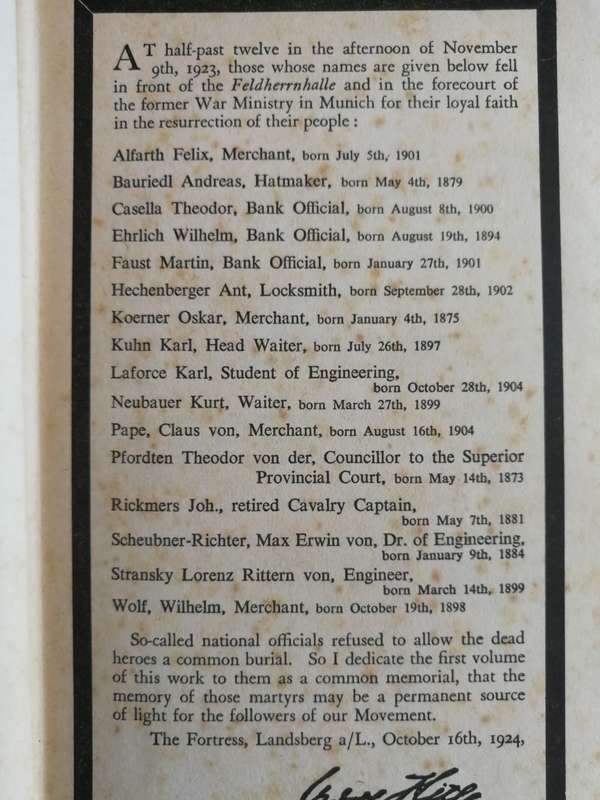 AT half-past twelve in the afternoon of November
9th, 1923, those whose names are given below fell
in front of the Feldherrnhalle and in the forecourt of
the former War Ministry in Munich for their loyal faith
in the resurrection of their people :
Alfarth Felix, Merchant, born July 5th, 1901
Bauriedl Andreas, Hatmaker, born May 4th, 1879
Casella Theodor, Bank Official, born August 8th, 1900
Ehrlich Wilhelm, Bank Official, born August 19th, 1894
Faust Martin, Bank Official, born January 27th, 1901
Hechenberger Ant, Locksmith, born September 28th, 1902
Koerner Oskar, Merchant, born January 4th, 1875
Kuhn Karl, Head Waiter, born July 26th, 1897
Laforce Karl, Student of Engineering,
born October 28th, 1904
Neubauer Kurt, Waiter, born March 27th, 1899
Pape, Claus von, Merchant, born August 16th, 1904
Pfordten Theodor von der, Councillor to the Superior
Provincial Court, born May 14th, 1873
Rickmers Joh., retired Cavalry Captain,
born May 7th, 1881
Scheubner-Richter, Max Erwin von, Dr. of Engineering,
born January 9th, 1884
Stransky Lorenz Rittern von, Engineer,
born March 14th, 1899
Wolf, Wilhelm, Merchant, born October 19th, 1898
So-called national officials refused to allow the dead
heroes a common burial. So I dedicate the first volume
of this work to them as a common memorial, that the
memory of those martyrs may be a permanent source
of light for the followers of our Movement.
The Fortress, Landsberg a/L., October 16th, 1924,